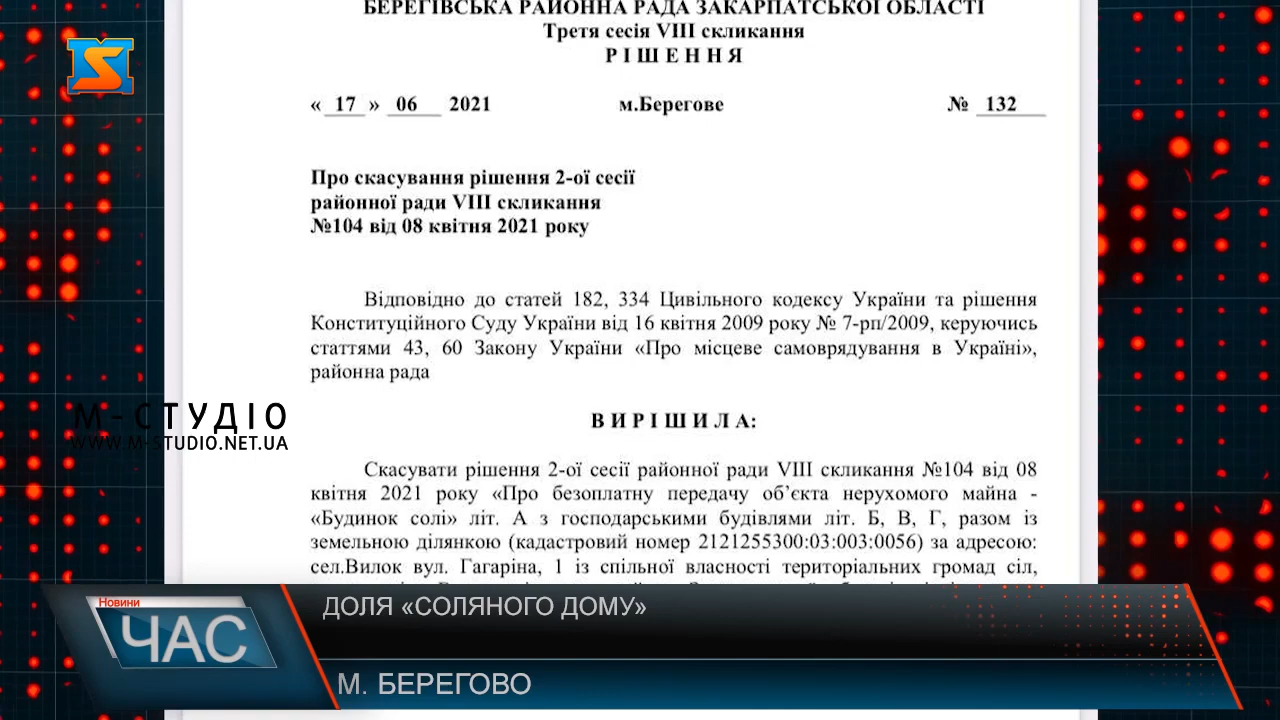 БЕРЕГІВСЬКА РАЙОННА РАДА ЗАКАРПАТСЬКОЇ ОБЛАСТІ
Третя сесія VIII скликання
Р І Ш Е Н Н Я
« 17 » 06 2021 м.Берегове № 132
Про скасування рішення 2-ої сесії
районної ради VIII скликання
№104 від 08 квітня 2021 року
Відповідно до статей 182, 334 Цивільного кодексу України та рішення
Конституційного Суду України від 16 квітня 2009 року № 7-рп/2009, керуючись
статтями 43, 60 Закону України «Про місцеве самоврядування в Україні»,
районна рада
М-СТУДІО
WWW.M-STUDIO.NET.UA
В И Р І Ш И Л А:
Скасувати рішення 2-ої сесії районної ради VIII скликання №104 від 08
квітня 2021 року «Про безоплатну передачу об’єкта нерухомого майна -
«Будинок солі» літ. А з господарськими будівлями літ. Б, В, Г, разом із
земельною ділянкою (кадастровий номер 2121255300:03:003:0056) за адресою:
сел.Вилок вул. Гагаріна, 1 із спільної власності територіальних громад сіл,
Новини
ЧАС
ДОЛЯ «СОЛЯНОГО ДОМУ»
М. БЕРЕГОВО